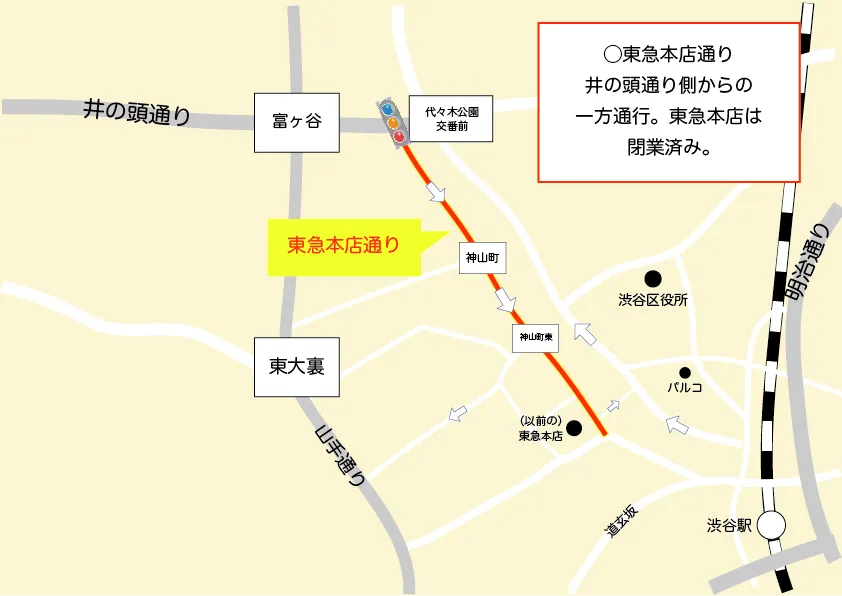 ◯東急本店通り
井の頭通り側からの
一方通行。東急本店は
閉業済み。
井の頭通り
富ヶ谷
代々木公園
交番前
東急本店通り
神山町
明治通り
渋谷区役所
神山町東
東大裏
パルコ
(以前の)
東急本店
山手通り
道玄坂
渋谷駅